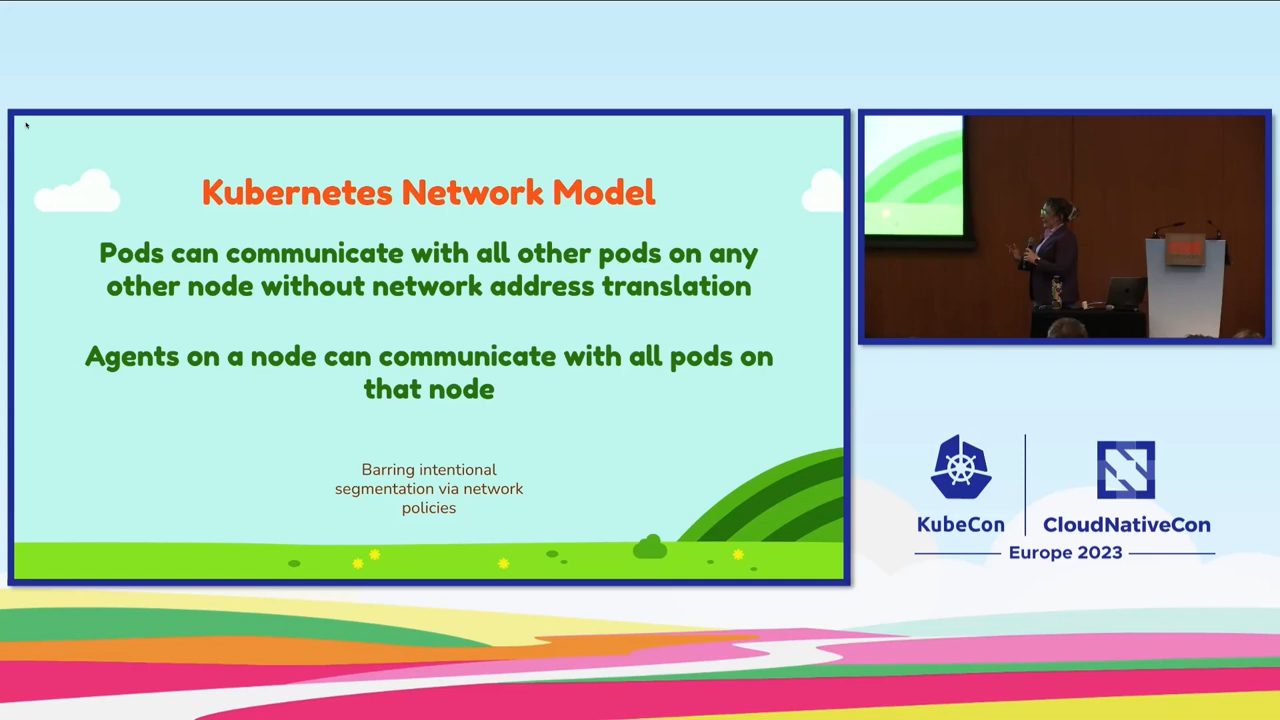 Kubernetes Network Model
Pods can communicate with all other pods on any
other node without network address translation
Agents on a node can communicate with all pods on
that node
Barring intentional
segmentation via network
policies
KubeCon
CloudNativeCon
Europe 2023